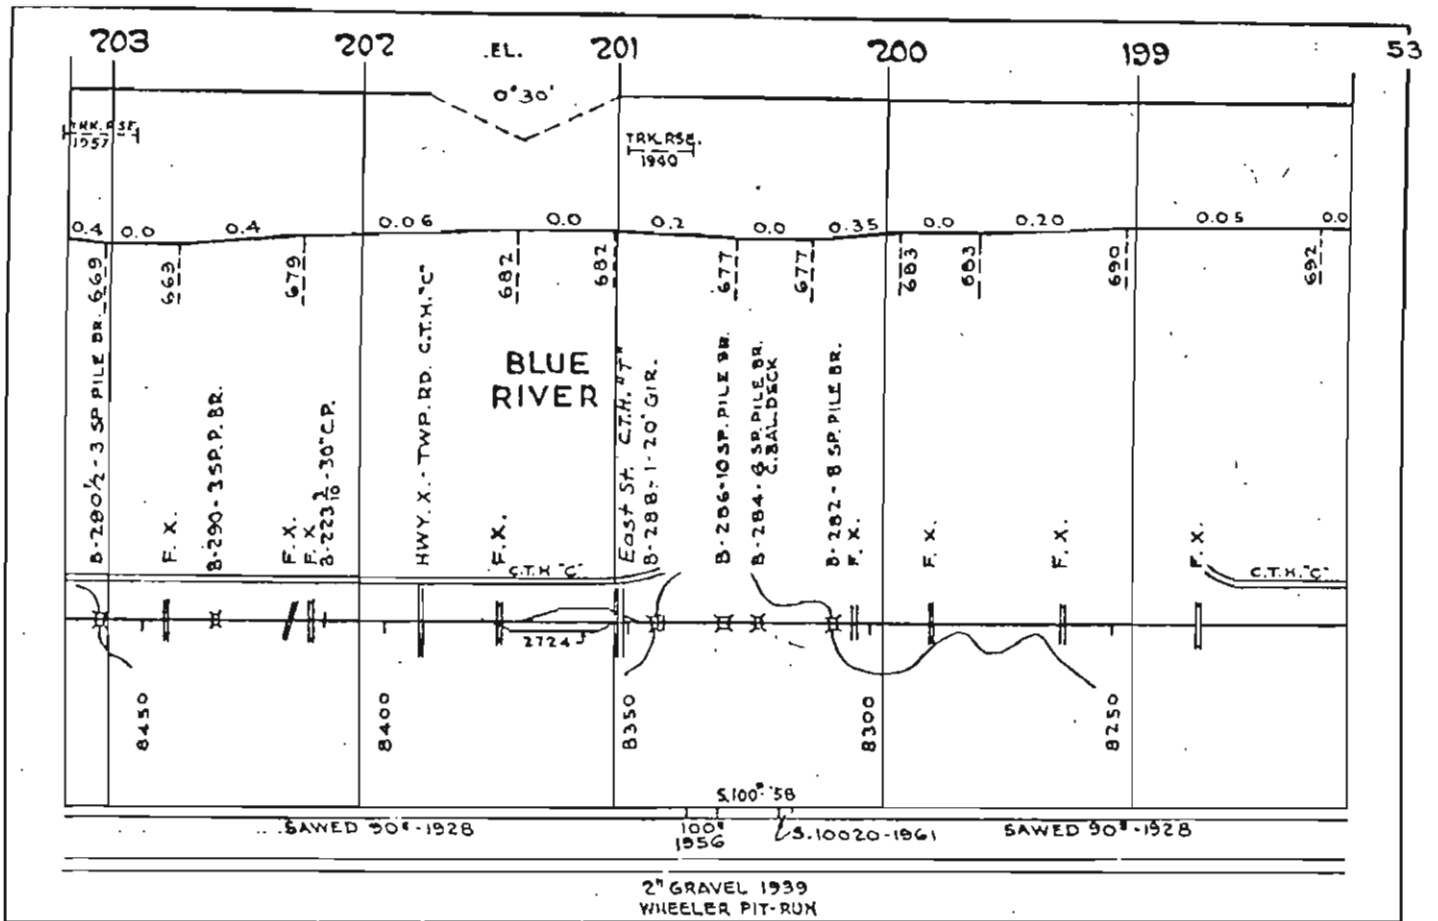 203 202 .EL. 201 200 199 53
0°30'
TRK. RSE.
1957
TRK. RSE.
1940
0.4 0.0 0.4 0.06 0.0 0.2 0.0 0.35 0.0 0.20 0.05 0.0
669 669 679 682 682 677 677 683 683 690 692
BLUE
RIVER
B-290½-3 SP PILE BR.
F. X.
B-290-3 SP. P. BR.
F. X.
F. X.
B-223 3/10-30" C.P.
HWY. X. - TWP. RD. C.T.H. "C"
F. X.
East St. C.T.H. "T"
B-288-1-20' GIR.
B-286-10 SP. PILE BR.
B-284-6 SP. PILE BR.
C. BAL. DECK
B-282-8 SP. PILE BR.
F. X.
F. X.
F. X.
F. X.
C.T.H. "C" C.T.H. "C"
2724'
8450 8400 8350 8300 8250
S.100#-'58
SAWED 90#-1928 100#
1956 S.10020-1961 SAWED 90#-1928
2" GRAVEL 1939
WHEELER PIT-RUN